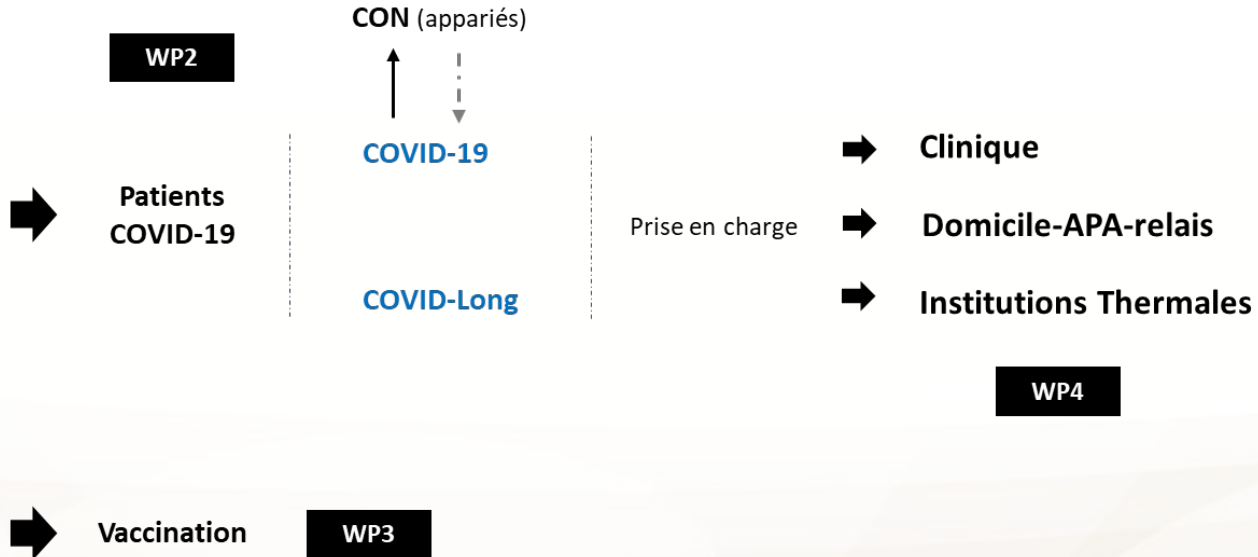 CON (appariés)
WP2
COVID-19
Clinique
Patients
COVID-19
Prise en charge
Domicile-APA-relais
COVID-Long
Institutions Thermales
WP4
Vaccination
WP3